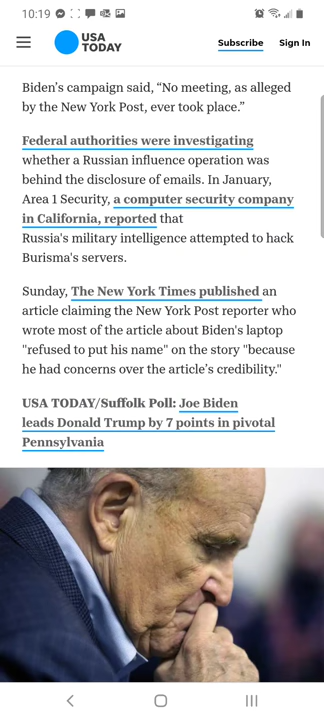 10:19
USA
TODAY
Subscribe
Sign In
Biden's campaign said, “No meeting, as alleged
by the New York Post, ever took place.”
Federal authorities were investigating
whether a Russian influence operation was
behind the disclosure of emails. In January,
Area 1 Security, a computer security company
in California, reported that
Russia's military intelligence attempted to hack
Burisma's servers.
Sunday, The New York Times published an
article claiming the New York Post reporter who
wrote most of the article about Biden's laptop
"refused to put his name" on the story "because
he had concerns over the article’s credibility."
USA TODAY/Suffolk Poll: Joe Biden
leads Donald Trump by 7 points in pivotal
Pennsylvania